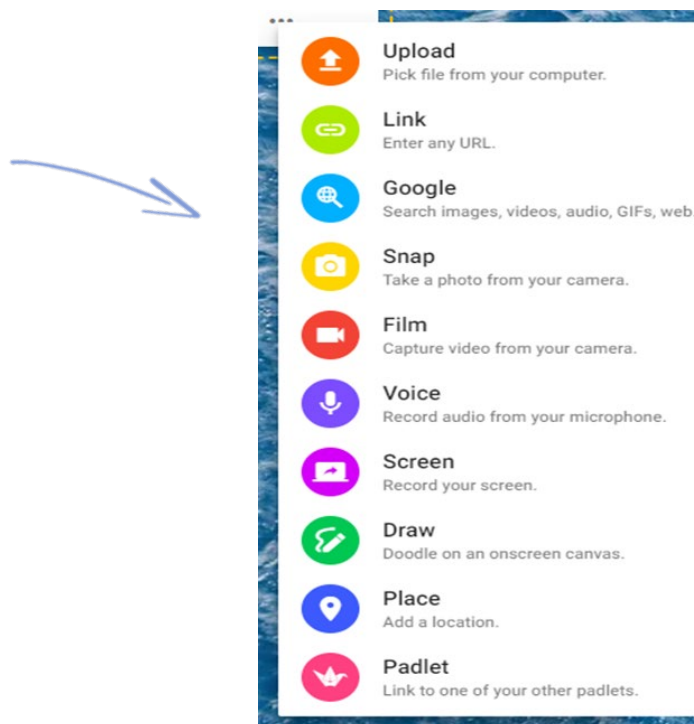 Upload
Pick file from your computer.
Link
Enter any URL.
Google
Search images, videos, audio, GIFs, web
Snap
Take a photo from your camera.
Film
Capture video from your camera.
Voice
Record audio from your microphone.
Screen
Record your screen.
Draw
Doodle on an onscreen canvas.
Place
Add a location.
Padlet
Link to one of your other padlets.